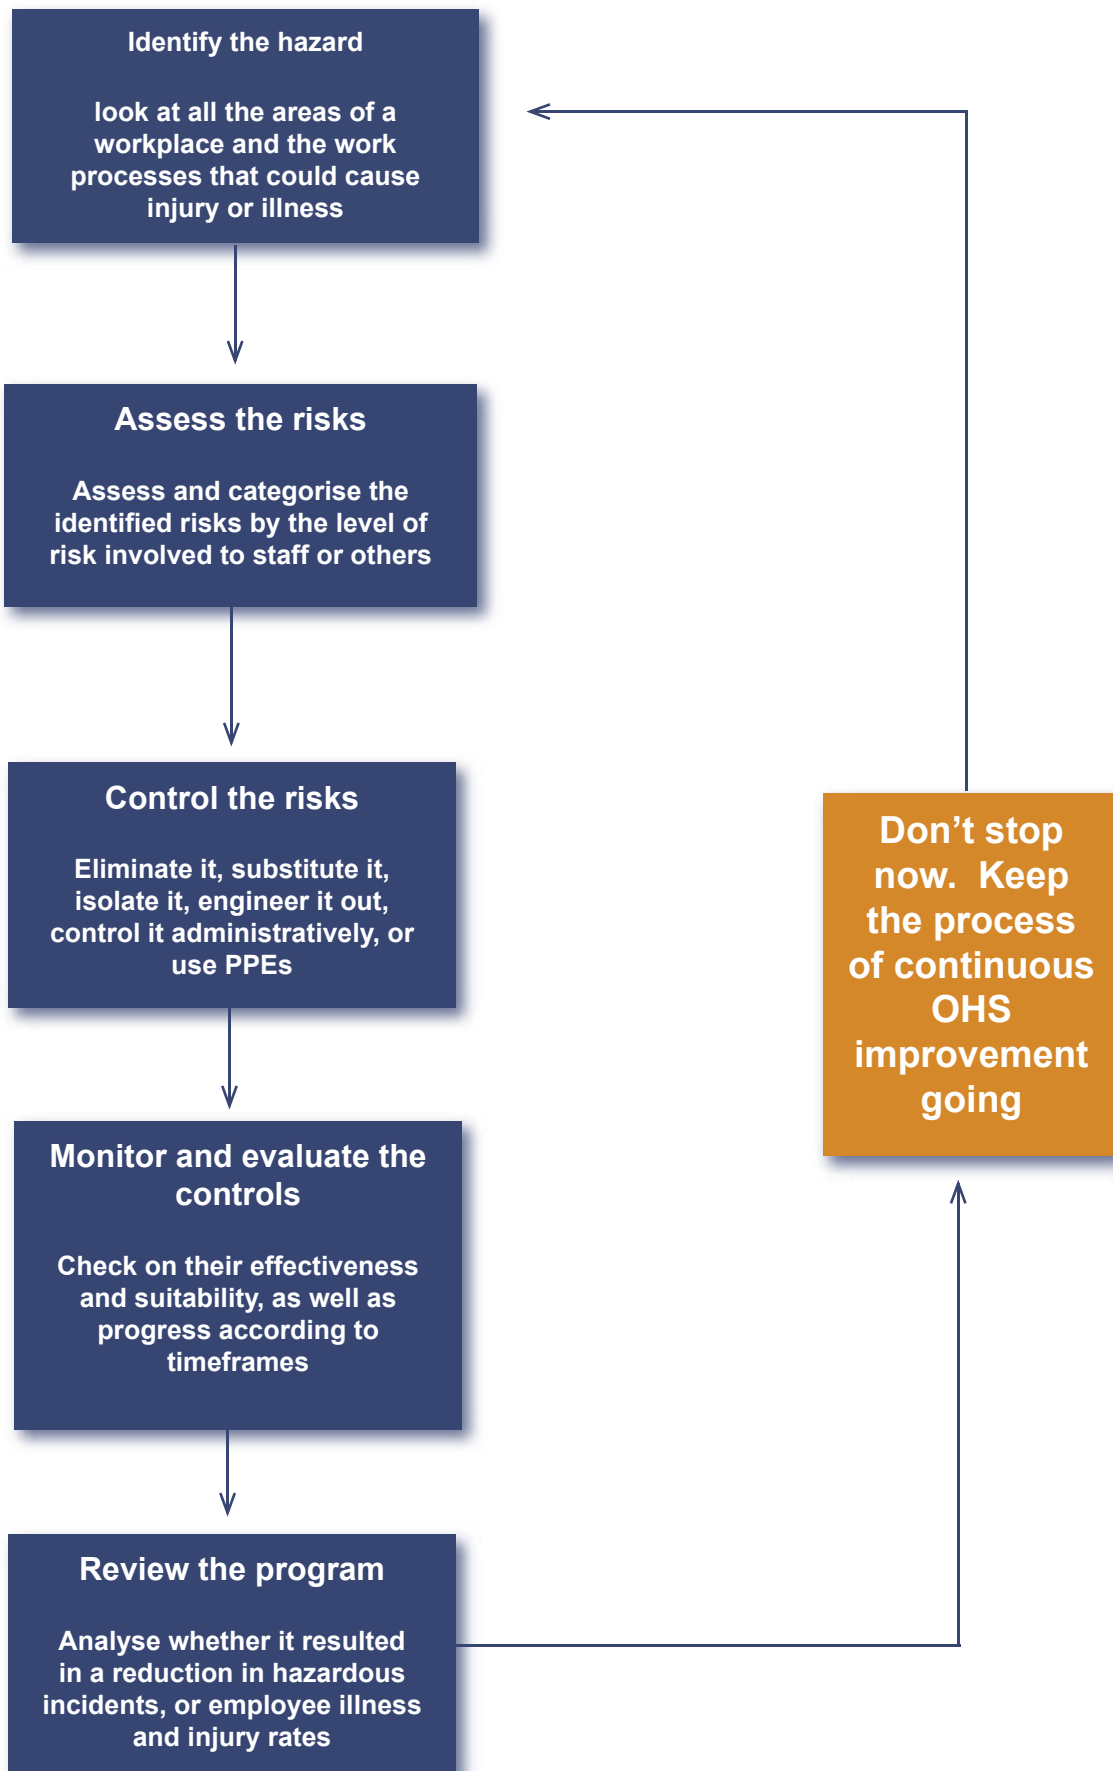 Identify the hazard
look at all the areas of a
workplace and the work
processes that could cause
injury or illness
Assess the risks
Assess and categorise the
identified risks by the level of
risk involved to staff or others
Control the risks
Eliminate it, substitute it,
isolate it, engineer it out,
control it administratively, or
use PPEs
Monitor and evaluate the
controls
Check on their effectiveness
and suitability, as well as
progress according to
timeframes
Review the program
Analyse whether it resulted
in a reduction in hazardous
incidents, or employee illness
and injury rates
Don’t stop
now.  Keep
the process
of continuous
OHS
improvement
going